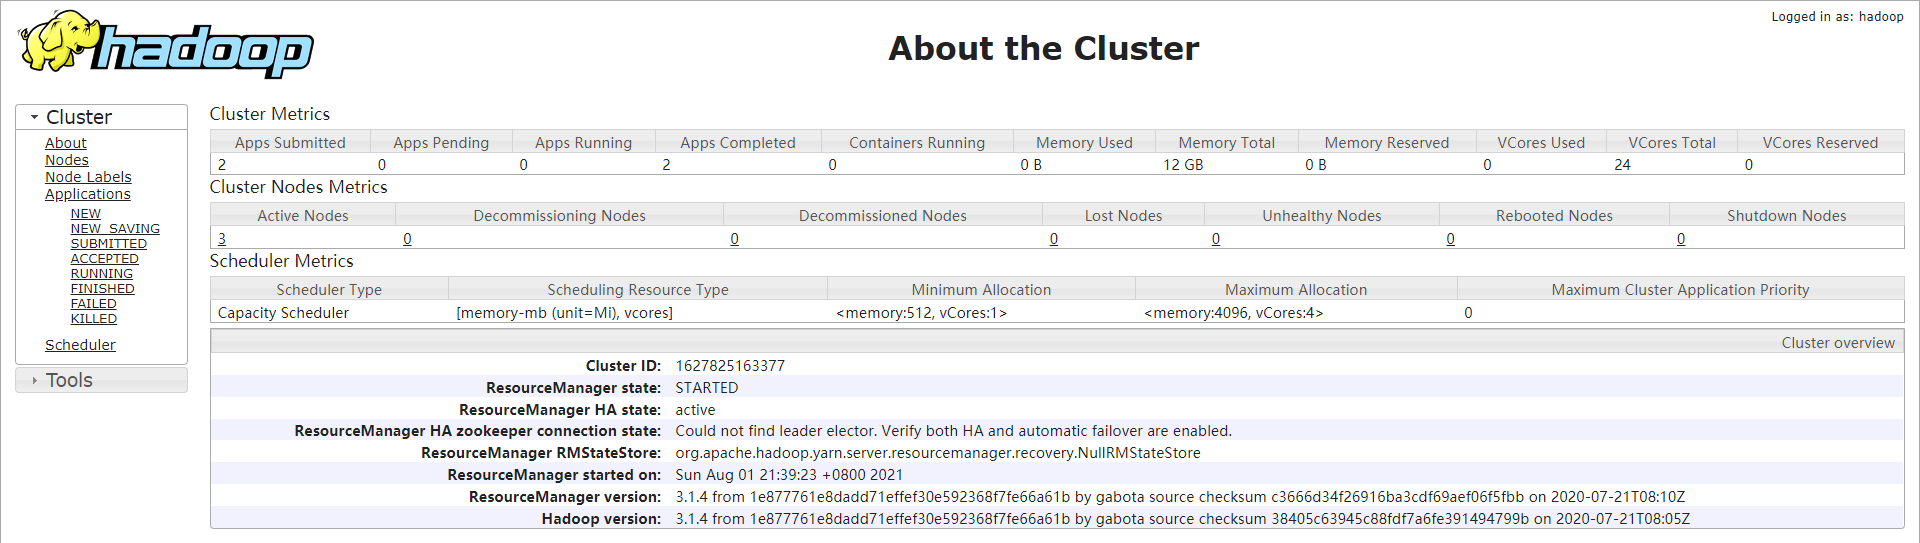 hadoop
Logged in as: hadoop
About the Cluster
Cluster
About
Nodes
Node Labels
Applications
NEW
NEW_SAVING
SUBMITTED
ACCEPTED
RUNNING
FINISHED
FAILED
KILLED
Scheduler
Tools
Cluster Metrics
Apps Submitted Apps Pending Apps Running Apps Completed Containers Running Memory Used Memory Total Memory Reserved VCores Used VCores Total VCores Reserved
2 0 0 2 0 0 B 12 GB 0 B 0 24 0
Cluster Nodes Metrics
Active Nodes Decommissioning Nodes Decommissioned Nodes Lost Nodes Unhealthy Nodes Rebooted Nodes Shutdown Nodes
3 0 0 0 0 0 0
Scheduler Metrics
Scheduler Type Scheduling Resource Type Minimum Allocation Maximum Allocation Maximum Cluster Application Priority
Capacity Scheduler [memory-mb (unit=Mi), vcores] <memory:512, vCores:1> <memory:4096, vCores:4> 0
Cluster overview
Cluster ID: 1627825163377
ResourceManager state: STARTED
ResourceManager HA state: active
ResourceManager HA zookeeper connection state: Could not find leader elector. Verify both HA and automatic failover are enabled.
ResourceManager RMStateStore: org.apache.hadoop.yarn.server.resourcemanager.recovery.NullRMStateStore
ResourceManager started on: Sun Aug 01 21:39:23 +0800 2021
ResourceManager version: 3.1.4 from 1e877761e8dadd71effef30e592368f7fe66a61b by gabota source checksum c3666d34f26916ba3cdf69aef06f5fbb on 2020-07-21T08:10Z
Hadoop version: 3.1.4 from 1e877761e8dadd71effef30e592368f7fe66a61b by gabota source checksum 38405c63945c88fdf7a6fe391494799b on 2020-07-21T08:05Z